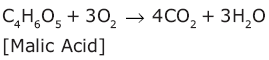 C₄H₆O₅ + 3O₂ → 4CO₂ + 3H₂O
[Malic Acid]